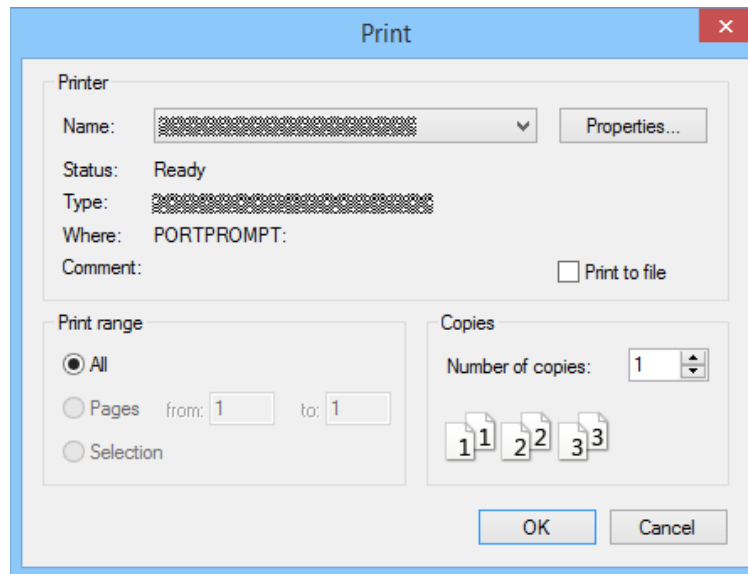 Print
Printer
Name:
Properties...
Status: Ready
Type:
Where: PORTPROMPT:
Comment:
Print to file
Print range
All
Pages from: 1 to: 1
Selection
Copies
Number of copies: 1
1 1 2 2 3 3
OK
Cancel